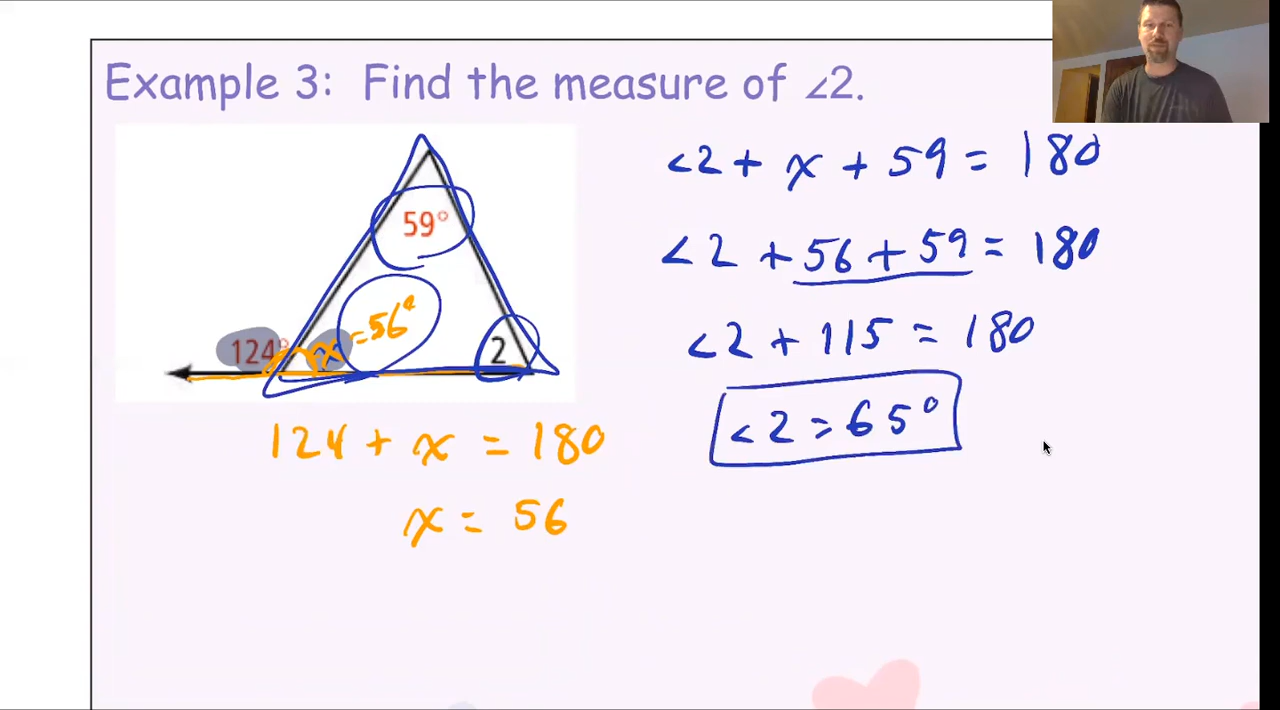 Example 3: Find the measure of ∠2.
59°
124° x = 56°
2
124 + x = 180
x = 56
∠2 + x + 59 = 180
∠2 + 56 + 59 = 180
∠2 + 115 = 180
∠2 = 65°